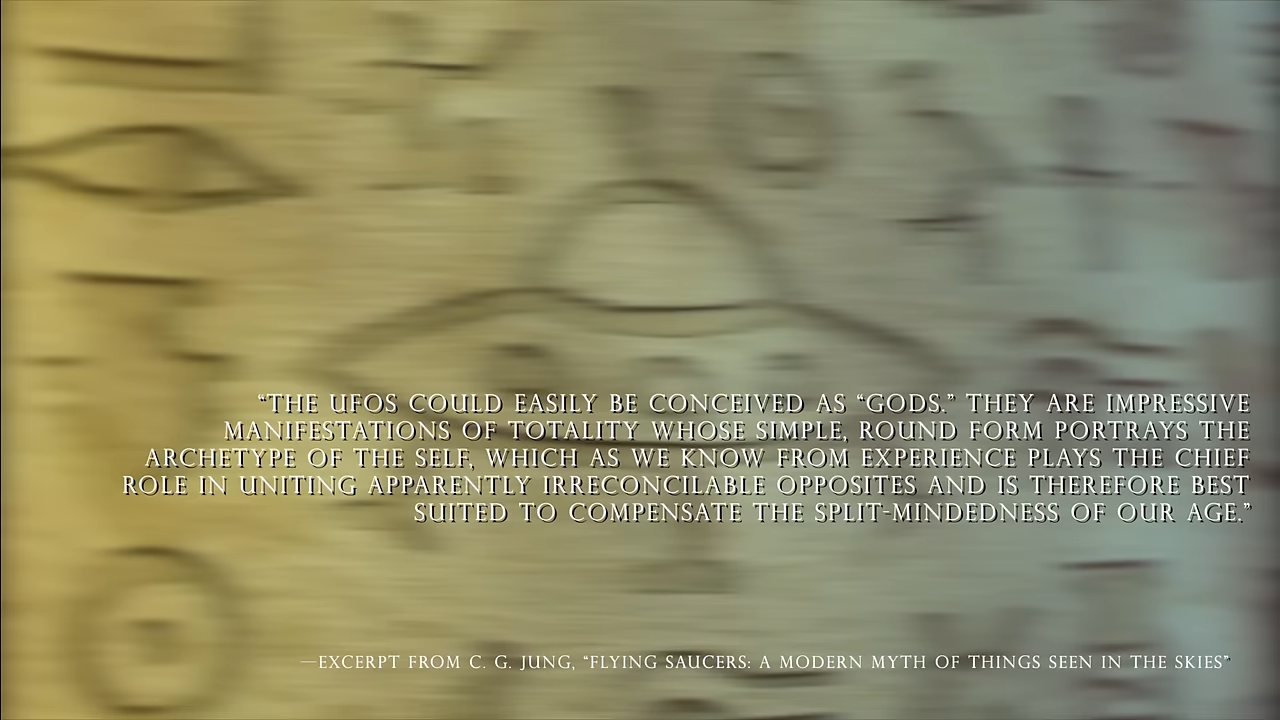 “THE UFOS COULD EASILY BE CONCEIVED AS “GODS.” THEY ARE IMPRESSIVE
MANIFESTATIONS OF TOTALITY WHOSE SIMPLE, ROUND FORM PORTRAYS THE
ARCHETYPE OF THE SELF, WHICH AS WE KNOW FROM EXPERIENCE PLAYS THE CHIEF
ROLE IN UNITING APPARENTLY IRRECONCILABLE OPPOSITES AND IS THEREFORE BEST
SUITED TO COMPENSATE THE SPLIT-MINDEDNESS OF OUR AGE.”
—EXCERPT FROM C. G. JUNG, “FLYING SAUCERS: A MODERN MYTH OF THINGS SEEN IN THE SKIES”